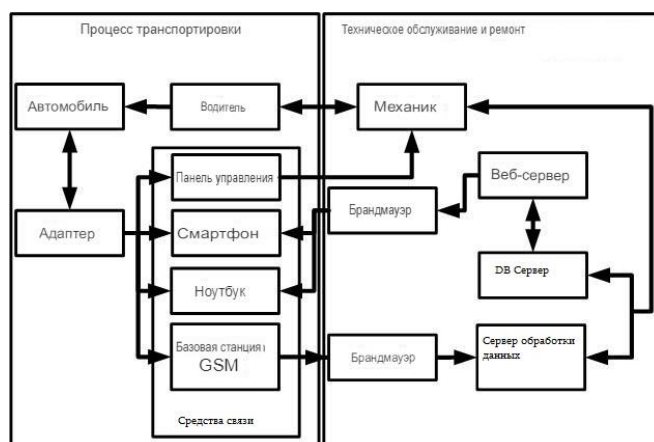 Процесс транспортировки
Техническое обслуживание и ремонт
Автомобиль
Водитель
Механик
Панель управления
Веб-сервер
Брандмауэр
Адаптер
Смартфон
DB Сервер
Ноутбук
Базовая станция
GSM
Брандмауэр
Сервер обработки
данных
Средства связи